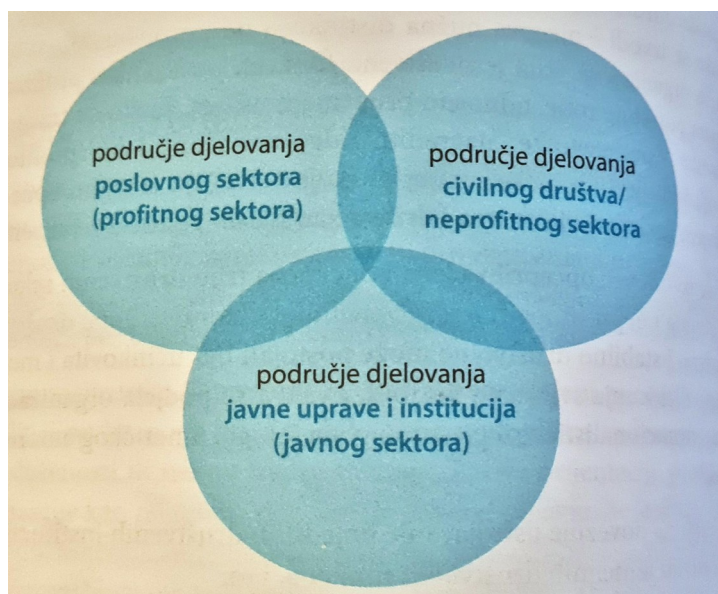 područje djelovanja
poslovnog sektora
(profitnog sektora)
područje djelovanja
civilnog društva/
neprofitnog sektora
područje djelovanja
javne uprave i institucija
(javnog sektora)